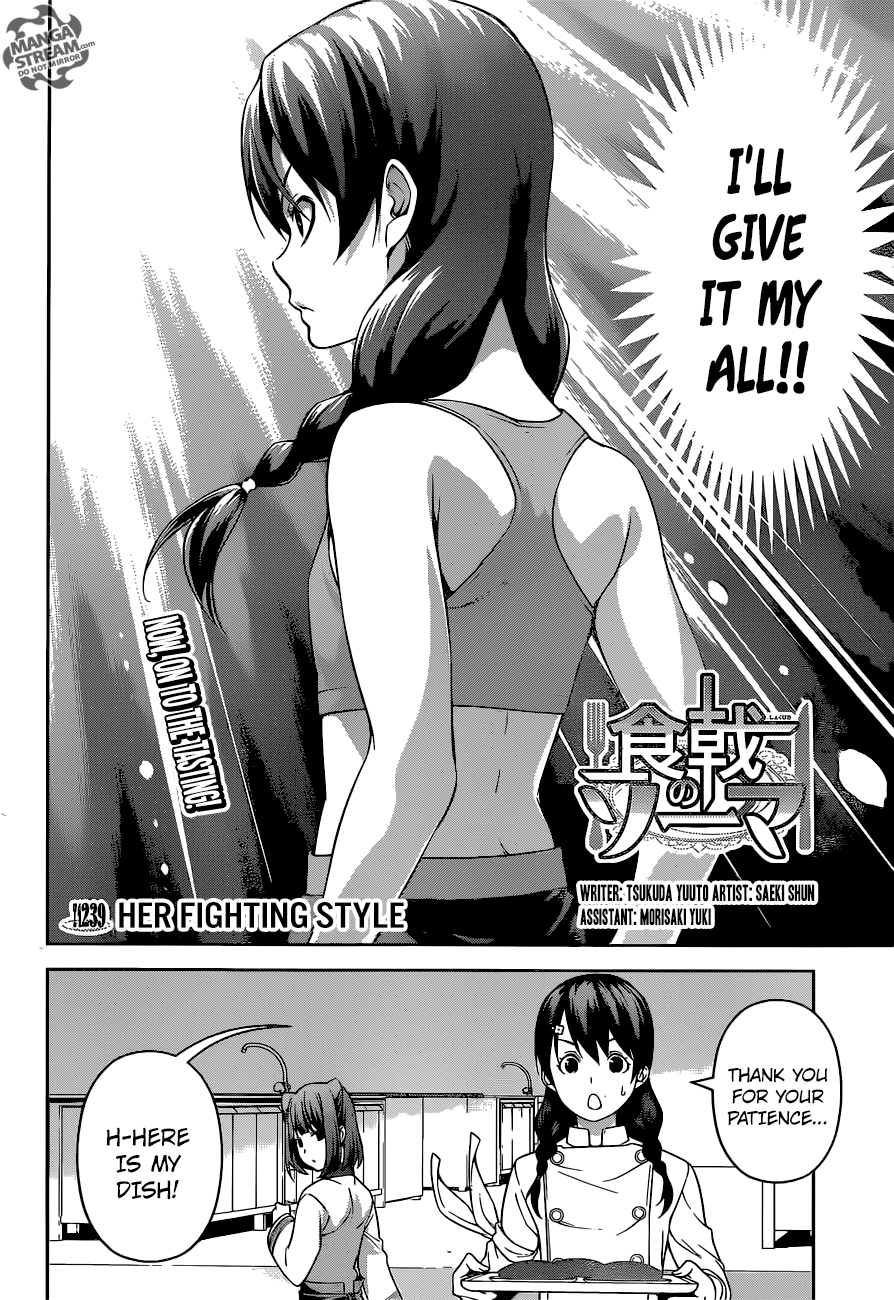 MANGA
STREAM.com
DO NOT MIRROR
I'LL
GIVE
IT MY
ALL!!
NOW, ON TO THE TASTING!
食戟の
ソーマ
#239 HER FIGHTING STYLE
WRITER: TSUKUDA YUUTO ARTIST: SAEKI SHUN
ASSISTANT: MORISAKI YUKI
THANK YOU
FOR YOUR
PATIENCE...
H-HERE
IS MY
DISH!